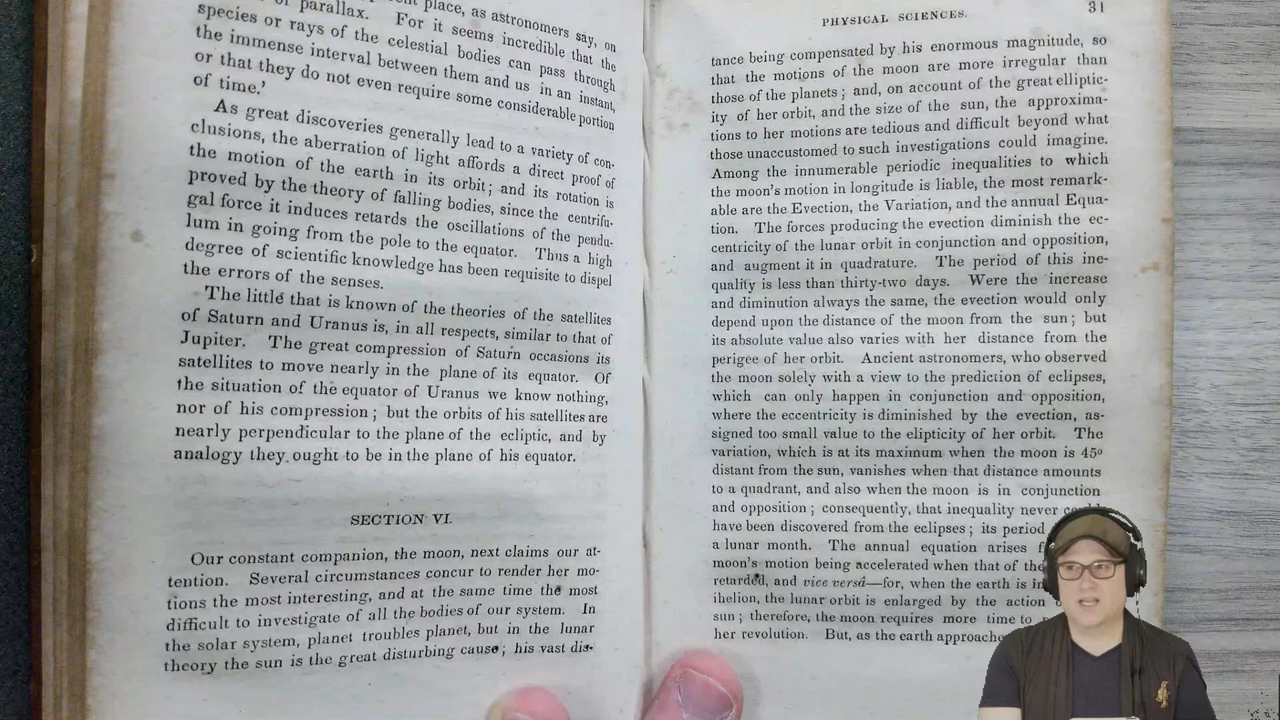 place, as astronomers say, on
parallax. For it seems incredible that the
species or rays of the celestial bodies can pass through
the immense interval between them and us in an instant,
or that they do not even require some considerable portion
of time.'
As great discoveries generally lead to a variety of con-
clusions, the aberration of light affords a direct proof of
the motion of the earth in its orbit; and its rotation is
proved by the theory of falling bodies, since the centrifu-
gal force it induces retards the oscillations of the pendu-
lum in going from the pole to the equator. Thus a high
degree of scientific knowledge has been requisite to dispel
the errors of the senses.
The little that is known of the theories of the satellites
of Saturn and Uranus is, in all respects, similar to that of
Jupiter. The great compression of Saturn occasions its
satellites to move nearly in the plane of its equator. Of
the situation of the equator of Uranus we know nothing,
nor of his compression; but the orbits of his satellites are
nearly perpendicular to the plane of the ecliptic, and by
analogy they ought to be in the plane of his equator.
SECTION VI.
Our constant companion, the moon, next claims our at-
tention. Several circumstances concur to render her mo-
tions the most interesting, and at the same time the most
difficult to investigate of all the bodies of our system. In
the solar system, planet troubles planet, but in the lunar
theory the sun is the great disturbing cause; his vast dis-
PHYSICAL SCIENCES. 31
tance being compensated by his enormous magnitude, so
that the motions of the moon are more irregular than
those of the planets; and, on account of the great elliptic-
ity of her orbit, and the size of the sun, the approxima-
tions to her motions are tedious and difficult beyond what
those unaccustomed to such investigations could imagine.
Among the innumerable periodic inequalities to which
the moon's motion in longitude is liable, the most remark-
able are the Evection, the Variation, and the annual Equa-
tion. The forces producing the evection diminish the ec-
centricity of the lunar orbit in conjunction and opposition,
and augment it in quadrature. The period of this ine-
quality is less than thirty-two days. Were the increase
and diminution always the same, the evection would only
depend upon the distance of the moon from the sun; but
its absolute value also varies with her distance from the
perigee of her orbit. Ancient astronomers, who observed
the moon solely with a view to the prediction of eclipses,
which can only happen in conjunction and opposition,
where the eccentricity is diminished by the evection, as-
signed too small value to the elipticity of her orbit. The
variation, which is at its maximum when the moon is 45º
distant from the sun, vanishes when that distance amounts
to a quadrant, and also when the moon is in conjunction
and opposition; consequently, that inequality never
have been discovered from the eclipses; its period
a lunar month. The annual equation arises
moon's motion being accelerated when that of the
retarded, and vice versâ—for, when the earth is
ihelion, the lunar orbit is enlarged by the action
sun; therefore, the moon requires more time to
her revolution. But, as the earth approaches